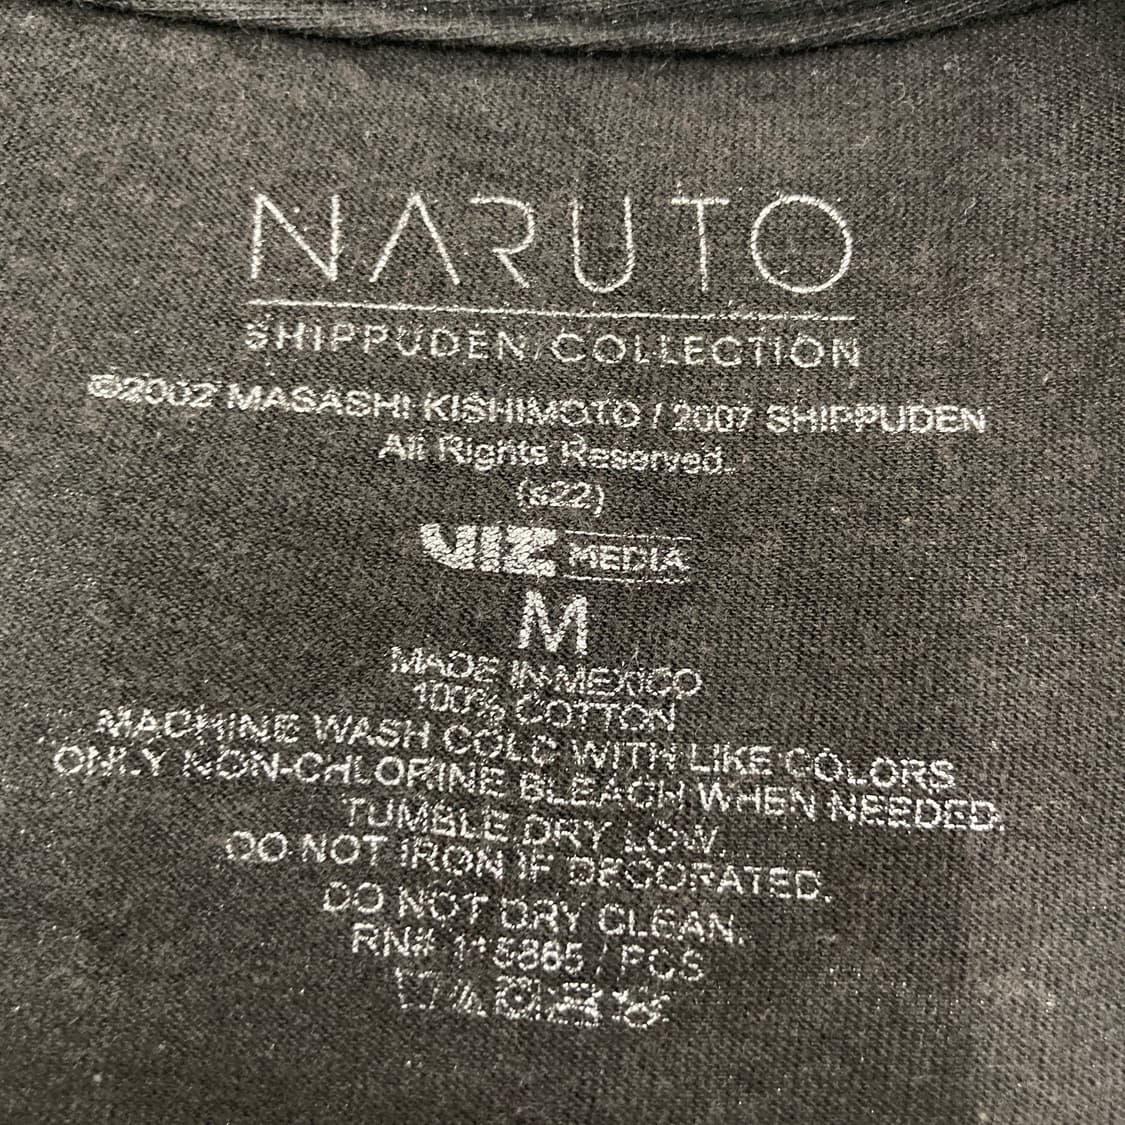 NARUTO
SHIPPUDEN COLLECTION
©2002 MASASHI KISHIMOTO / 2007 SHIPPUDEN
All Rights Reserved.
(s22)
VIZ MEDIA
M
MADE IN MEXICO
100% COTTON
MACHINE WASH COLD WITH LIKE COLORS
ONLY NON-CHLORINE BLEACH WHEN NEEDED.
TUMBLE DRY LOW.
DO NOT IRON IF DECORATED.
DO NOT DRY CLEAN.
RN# 115865 / PCS